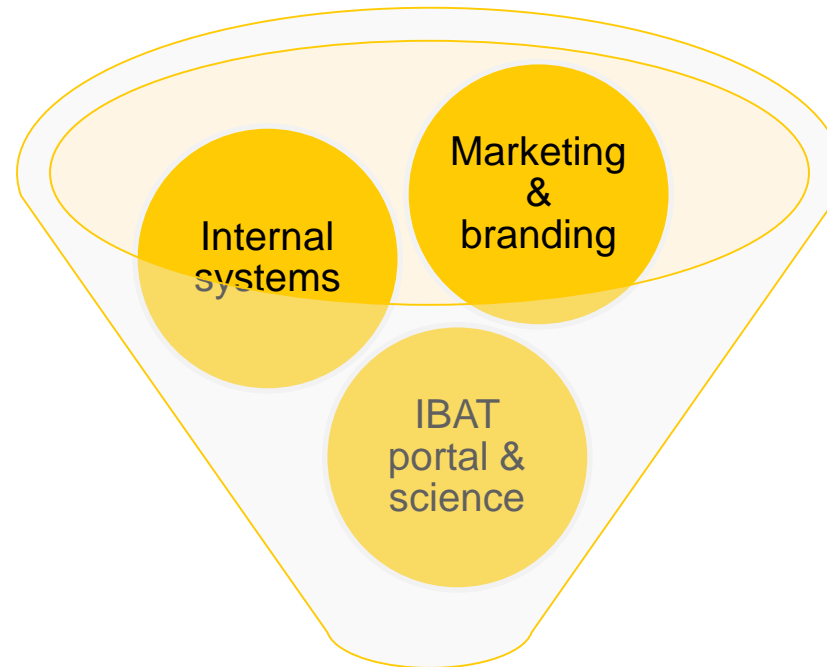 Marketing
&
branding
Internal
systems
IBAT
portal &
science